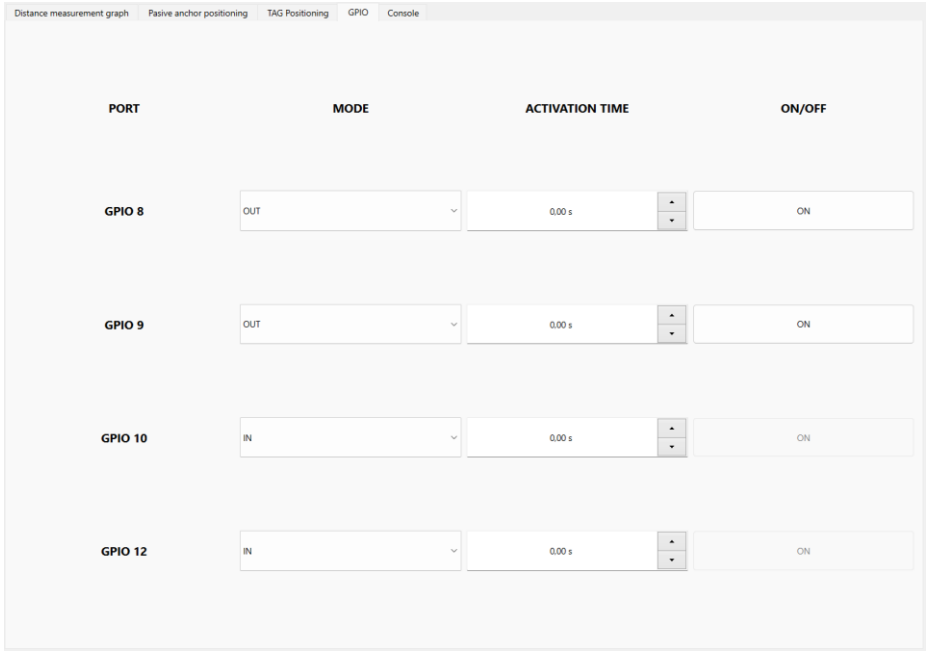 Distance measurement graph Pasive anchor positioning TAG Positioning GPIO Console
PORT MODE ACTIVATION TIME ON/OFF
GPIO 8 OUT 0,00 s ON
GPIO 9 OUT 0,00 s ON
GPIO 10 IN 0,00 s ON
GPIO 12 IN 0,00 s ON